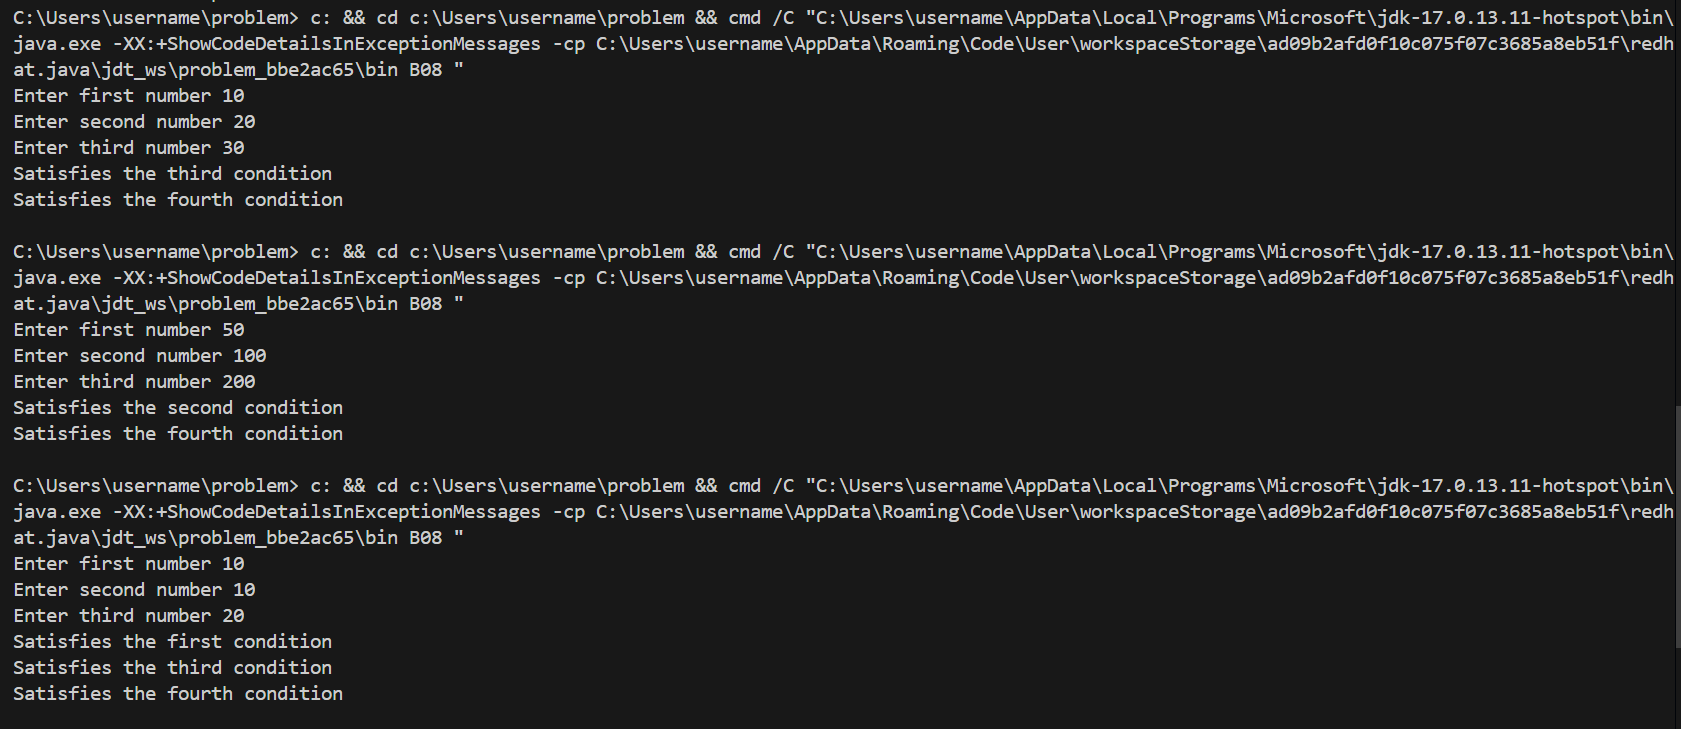 C:\Users\username\problem> c: && cd c:\Users\username\problem && cmd /C "C:\Users\username\AppData\Local\Programs\Microsoft\jdk-17.0.13.11-hotspot\bin\
java.exe -XX:+ShowCodeDetailsInExceptionMessages -cp C:\Users\username\AppData\Roaming\Code\User\workspaceStorage\ad09b2afd0f10c075f07c3685a8eb51f\redh
at.java\jdt_ws\problem_bbe2ac65\bin B08 "
Enter first number 10
Enter second number 20
Enter third number 30
Satisfies the third condition
Satisfies the fourth condition
C:\Users\username\problem> c: && cd c:\Users\username\problem && cmd /C "C:\Users\username\AppData\Local\Programs\Microsoft\jdk-17.0.13.11-hotspot\bin\
java.exe -XX:+ShowCodeDetailsInExceptionMessages -cp C:\Users\username\AppData\Roaming\Code\User\workspaceStorage\ad09b2afd0f10c075f07c3685a8eb51f\redh
at.java\jdt_ws\problem_bbe2ac65\bin B08 "
Enter first number 50
Enter second number 100
Enter third number 200
Satisfies the second condition
Satisfies the fourth condition
C:\Users\username\problem> c: && cd c:\Users\username\problem && cmd /C "C:\Users\username\AppData\Local\Programs\Microsoft\jdk-17.0.13.11-hotspot\bin\
java.exe -XX:+ShowCodeDetailsInExceptionMessages -cp C:\Users\username\AppData\Roaming\Code\User\workspaceStorage\ad09b2afd0f10c075f07c3685a8eb51f\redh
at.java\jdt_ws\problem_bbe2ac65\bin B08 "
Enter first number 10
Enter second number 10
Enter third number 20
Satisfies the first condition
Satisfies the third condition
Satisfies the fourth condition